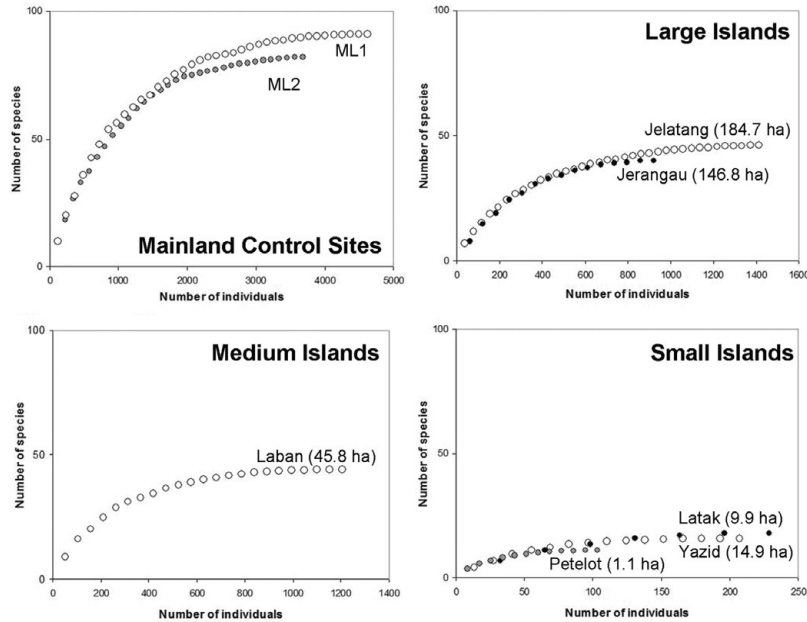 100
50
0
Number of species
ML1
ML2
Mainland Control Sites
0 1000 2000 3000 4000 5000
Number of individuals
100
50
0
Number of species
Large Islands
Jelatang (184.7 ha)
Jerangau (146.8 ha)
0 200 400 600 800 1000 1200 1400 1600
Number of individuals
100
50
0
Number of species
Medium Islands
Laban (45.8 ha)
0 200 400 600 800 1000 1200 1400
Number of individuals
100
50
0
Number of species
Small Islands
Latak (9.9 ha)
Yazid (14.9 ha)
Petelot (1.1 ha)
0 50 100 150 200 250
Number of individuals